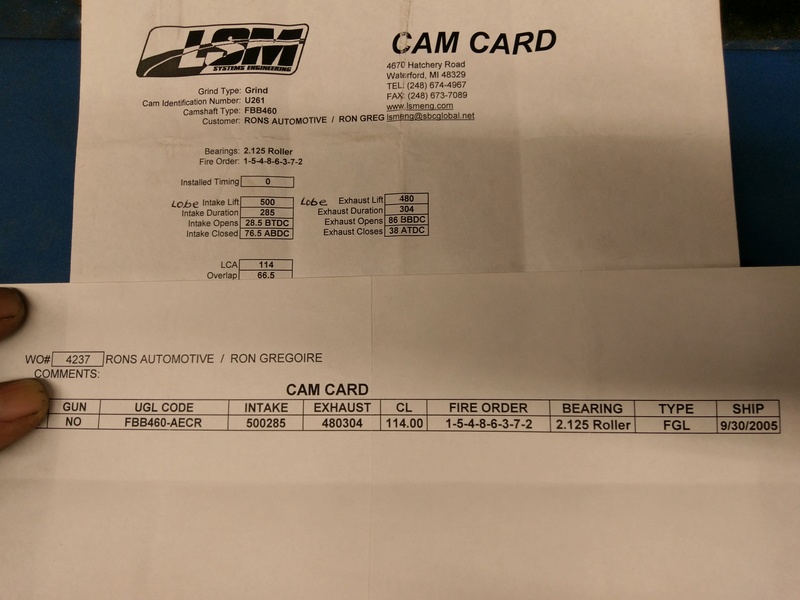 LSM
SYSTEMS ENGINEERING
CAM CARD
4670 Hatchery Road
Waterford, MI 48329
TEL: (248) 674-4967
FAX: (248) 673-7089
www.lsmeng.com
lsmeng@sbcglobal.net
Grind Type: Grind
Cam Identification Number: U261
Camshaft Type: FBB460
Customer: RONS AUTOMOTIVE / RON GREG
Bearings: 2.125 Roller
Fire Order: 1-5-4-8-6-3-7-2
Installed Timing 0
Lobe Intake Lift 500
Intake Duration 285
Intake Opens 28.5 BTDC
Intake Closed 76.5 ABDC
Lobe Exhaust Lift 480
Exhaust Duration 304
Exhaust Opens 86 BBDC
Exhaust Closes 38 ATDC
LCA 114
Overlap 66.5
WO# 4237 RONS AUTOMOTIVE / RON GREGOIRE
COMMENTS:
CAM CARD
GUN UGL CODE INTAKE EXHAUST CL FIRE ORDER BEARING TYPE SHIP
NO FBB460-AECR 500285 480304 114.00 1-5-4-8-6-3-7-2 2.125 Roller FGL 9/30/2005